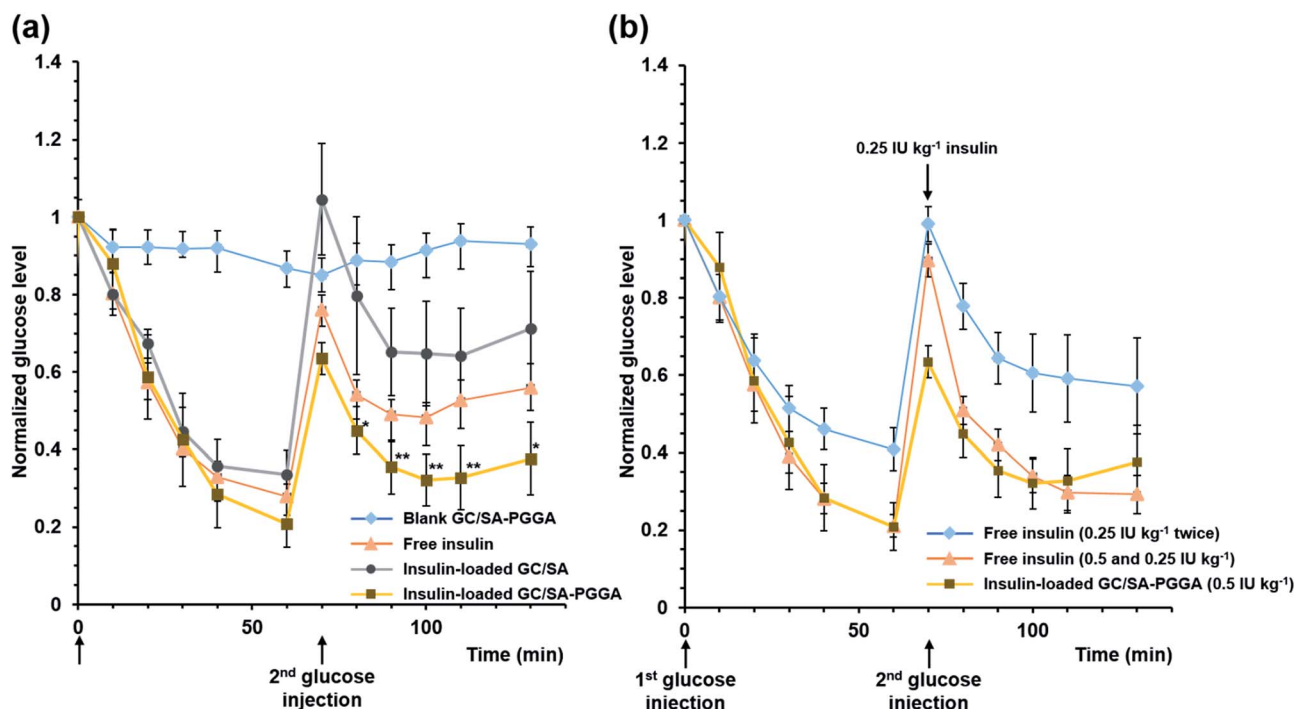 (a)
1.4
1.2
1
0.8
0.6
0.4
0.2
0
Normalized glucose level
*
**
**
**
*
Blank GC/SA-PGGA
Free insulin
Insulin-loaded GC/SA
Insulin-loaded GC/SA-PGGA
0
50
100
Time (min)
2nd glucose
injection
(b)
1.4
1.2
1
0.8
0.6
0.4
0.2
0
Normalized glucose level
0.25 IU kg-1 insulin
Free insulin (0.25 IU kg-1 twice)
Free insulin (0.5 and 0.25 IU kg-1)
Insulin-loaded GC/SA-PGGA (0.5 IU kg-1)
0
50
100
Time (min)
1st glucose
injection
2nd glucose
injection